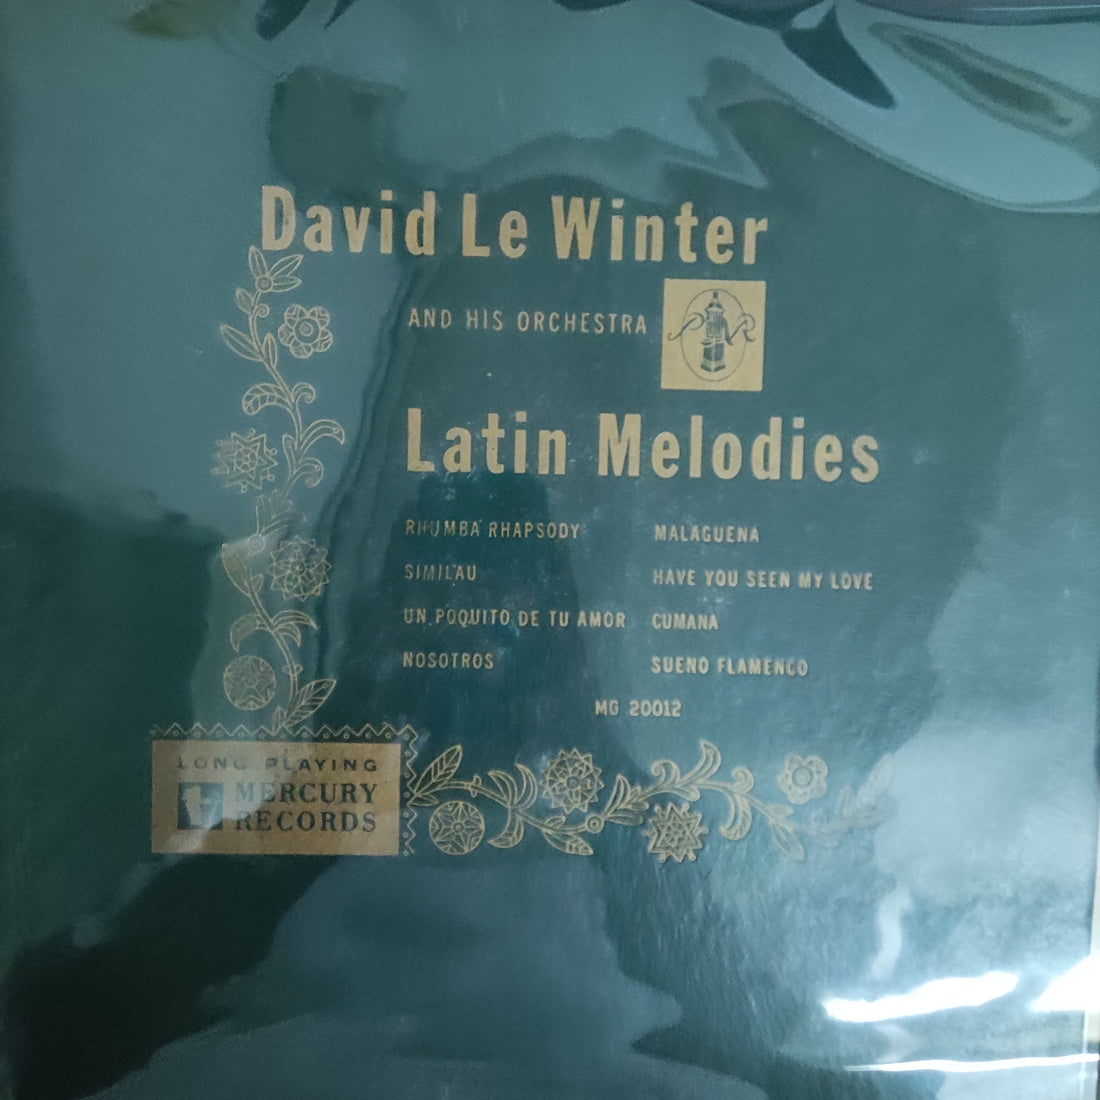 David Le Winter
AND HIS ORCHESTRA
PR
Latin Melodies
RHUMBA RHAPSODY
SIMILAU
UN POQUITO DE TU AMOR
NOSOTROS
MALAGUENA
HAVE YOU SEEN MY LOVE
CUMANA
SUENO FLAMENCO
MG 20012
LONG PLAYING
MERCURY
RECORDS